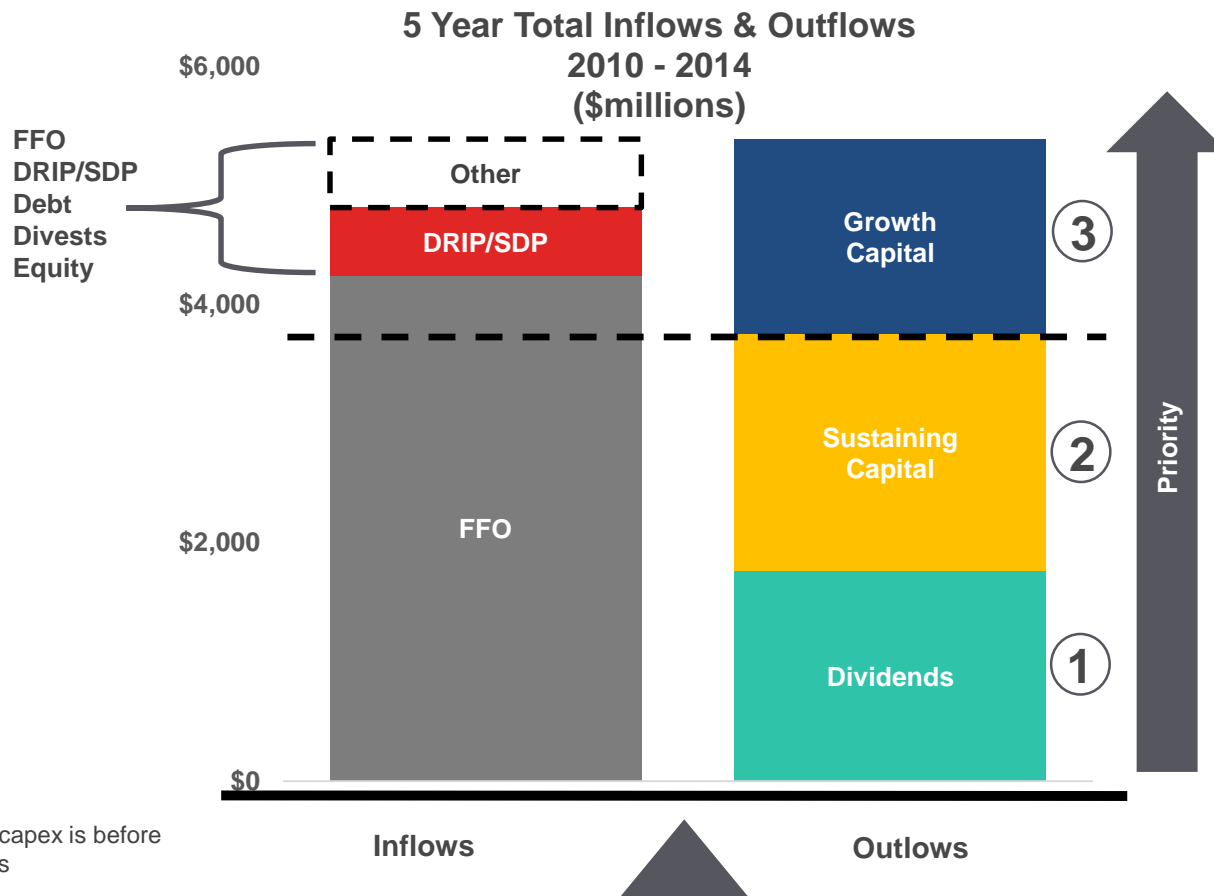 5 Year Total Inflows & Outflows
2010 - 2014
($millions)
$6,000
FFO
DRIP/SDP
Debt
Divests
Equity
$4,000
$2,000
$0
Other
DRIP/SDP
FFO
Growth
Capital
3
Sustaining
Capital
2
Dividends
1
Priority
Inflows
Outlows
capex is before
s